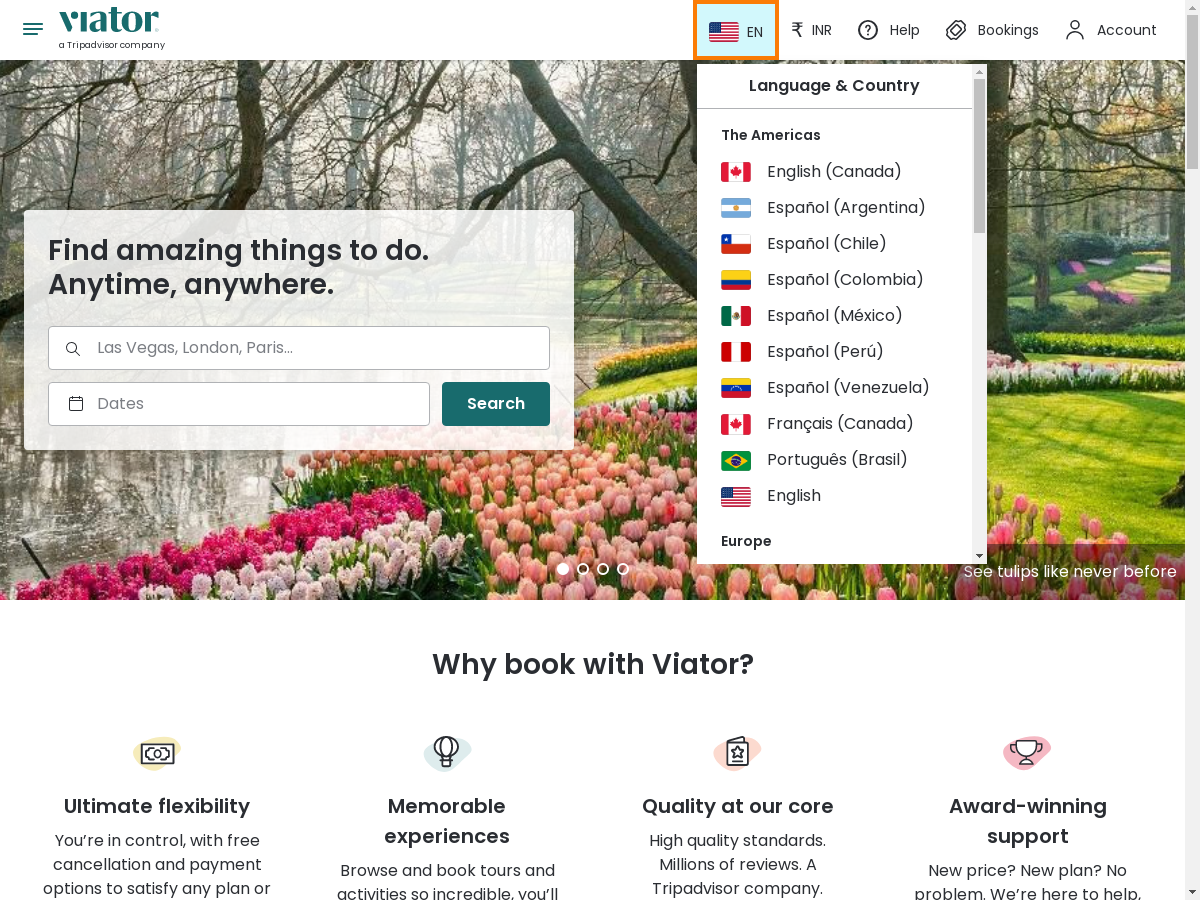 viator
a Tripadvisor company
EN
₹ INR
Help
Bookings
Account
Language & Country
The Americas
English (Canada)
Español (Argentina)
Español (Chile)
Español (Colombia)
Español (México)
Español (Perú)
Español (Venezuela)
Français (Canada)
Português (Brasil)
English
Europe
Find amazing things to do.
Anytime, anywhere.
Las Vegas, London, Paris...
Dates
Search
See tulips like never before
Why book with Viator?
Ultimate flexibility
You’re in control, with free
cancellation and payment
options to satisfy any plan or
Memorable
experiences
Browse and book tours and
activities so incredible, you’ll
Quality at our core
High quality standards.
Millions of reviews. A
Tripadvisor company.
Award-winning
support
New price? New plan? No
problem. We’re here to help,